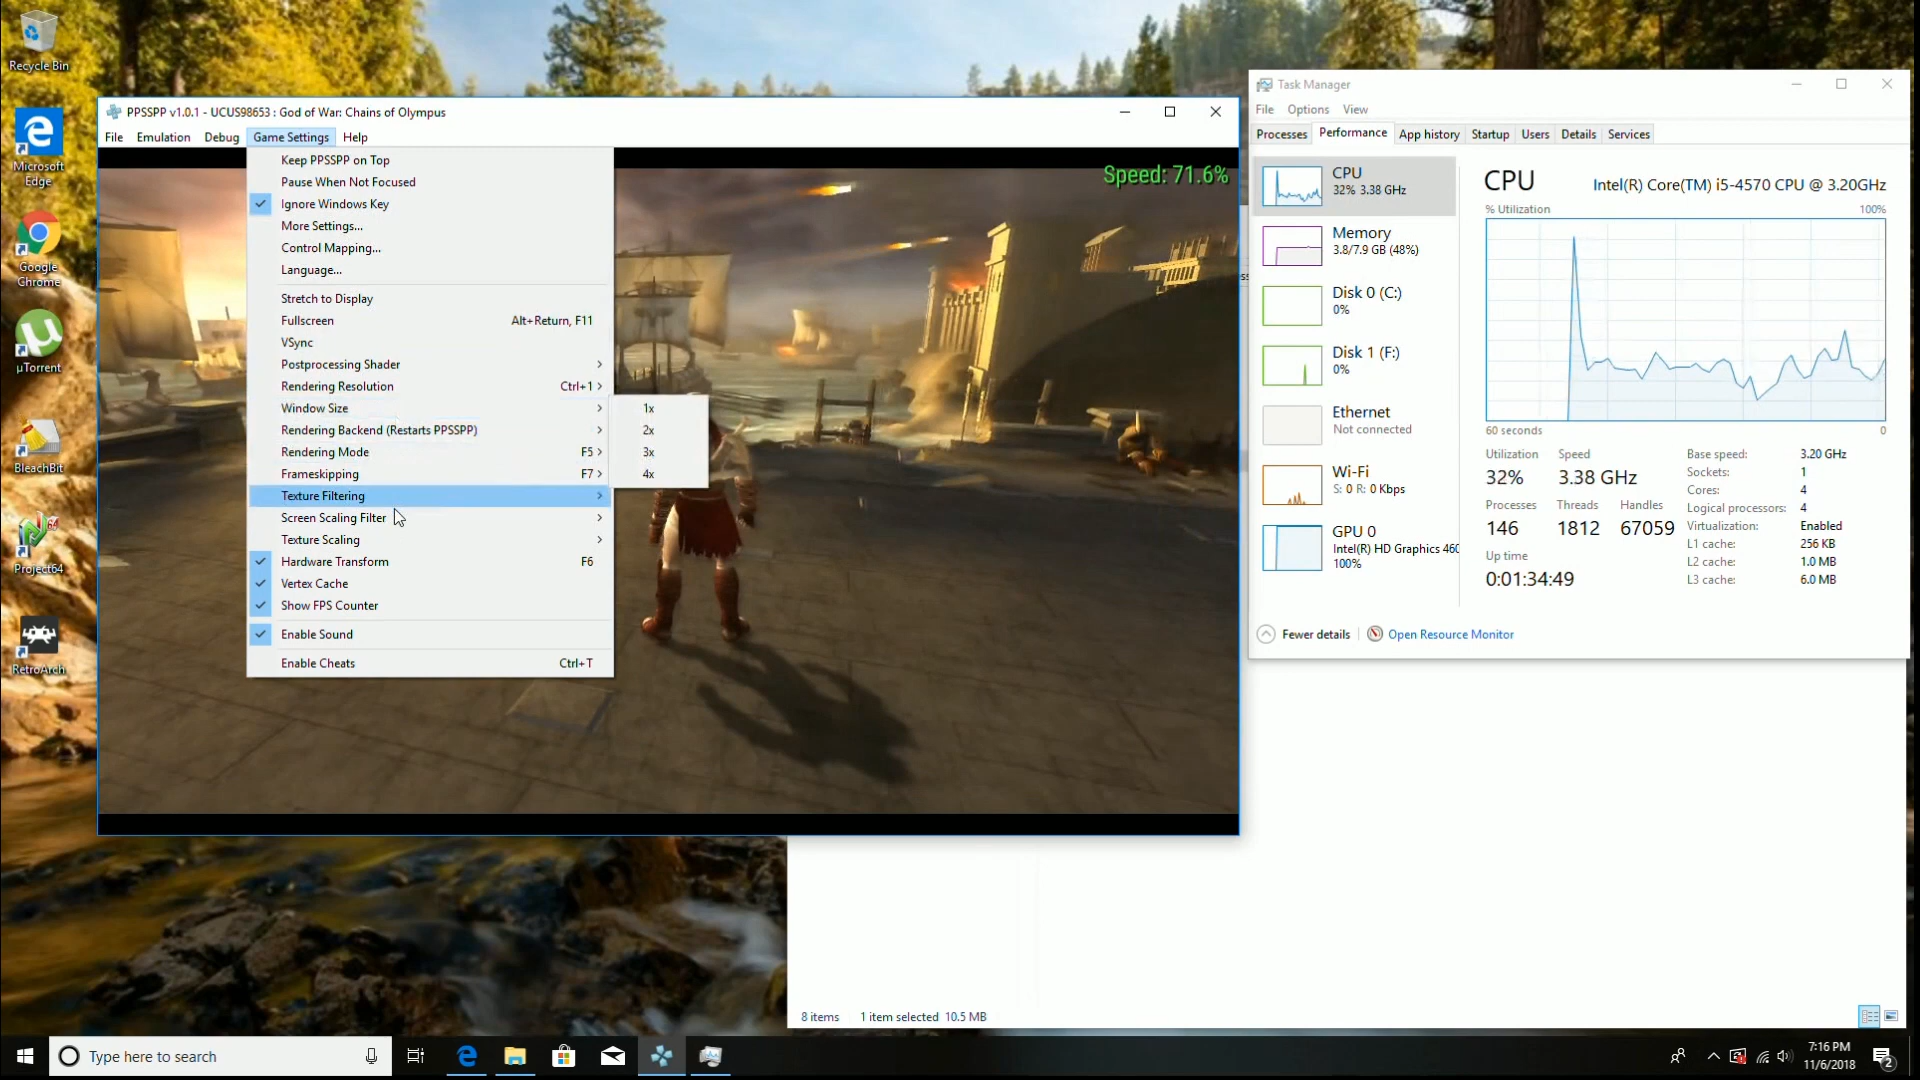 Recycle Bin
Microsoft
Edge
Google
Chrome
µTorrent
BleachBit
Project64
RetroArch
PPSSPP v1.0.1 - UCUS98653 : God of War: Chains of Olympus
File Emulation Debug Game Settings Help
Keep PPSSPP on Top
Pause When Not Focused
Ignore Windows Key
More Settings...
Control Mapping...
Language...
Stretch to Display
Fullscreen Alt+Return, F11
VSync
Postprocessing Shader
Rendering Resolution Ctrl+1
Window Size
Rendering Backend (Restarts PPSSPP)
Rendering Mode F5
Frameskipping F7
Texture Filtering
Screen Scaling Filter
Texture Scaling
Hardware Transform F6
Vertex Cache
Show FPS Counter
Enable Sound
Enable Cheats Ctrl+T
1x
2x
3x
4x
Speed: 71.6%
Task Manager
File Options View
Processes Performance App history Startup Users Details Services
CPU
32% 3.38 GHz
Memory
3.8/7.9 GB (48%)
Disk 0 (C:)
0%
Disk 1 (F:)
0%
Ethernet
Not connected
Wi-Fi
S: 0 R: 0 Kbps
GPU 0
Intel(R) HD Graphics 460
100%
CPU Intel(R) Core(TM) i5-4570 CPU @ 3.20GHz
% Utilization 100%
60 seconds 0
Utilization Speed
32% 3.38 GHz
Processes Threads Handles
146 1812 67059
Up time
0:01:34:49
Base speed: 3.20 GHz
Sockets: 1
Cores: 4
Logical processors: 4
Virtualization: Enabled
L1 cache: 256 KB
L2 cache: 1.0 MB
L3 cache: 6.0 MB
Fewer details Open Resource Monitor
8 items 1 item selected 10.5 MB
Type here to search
7:16 PM
11/6/2018
2